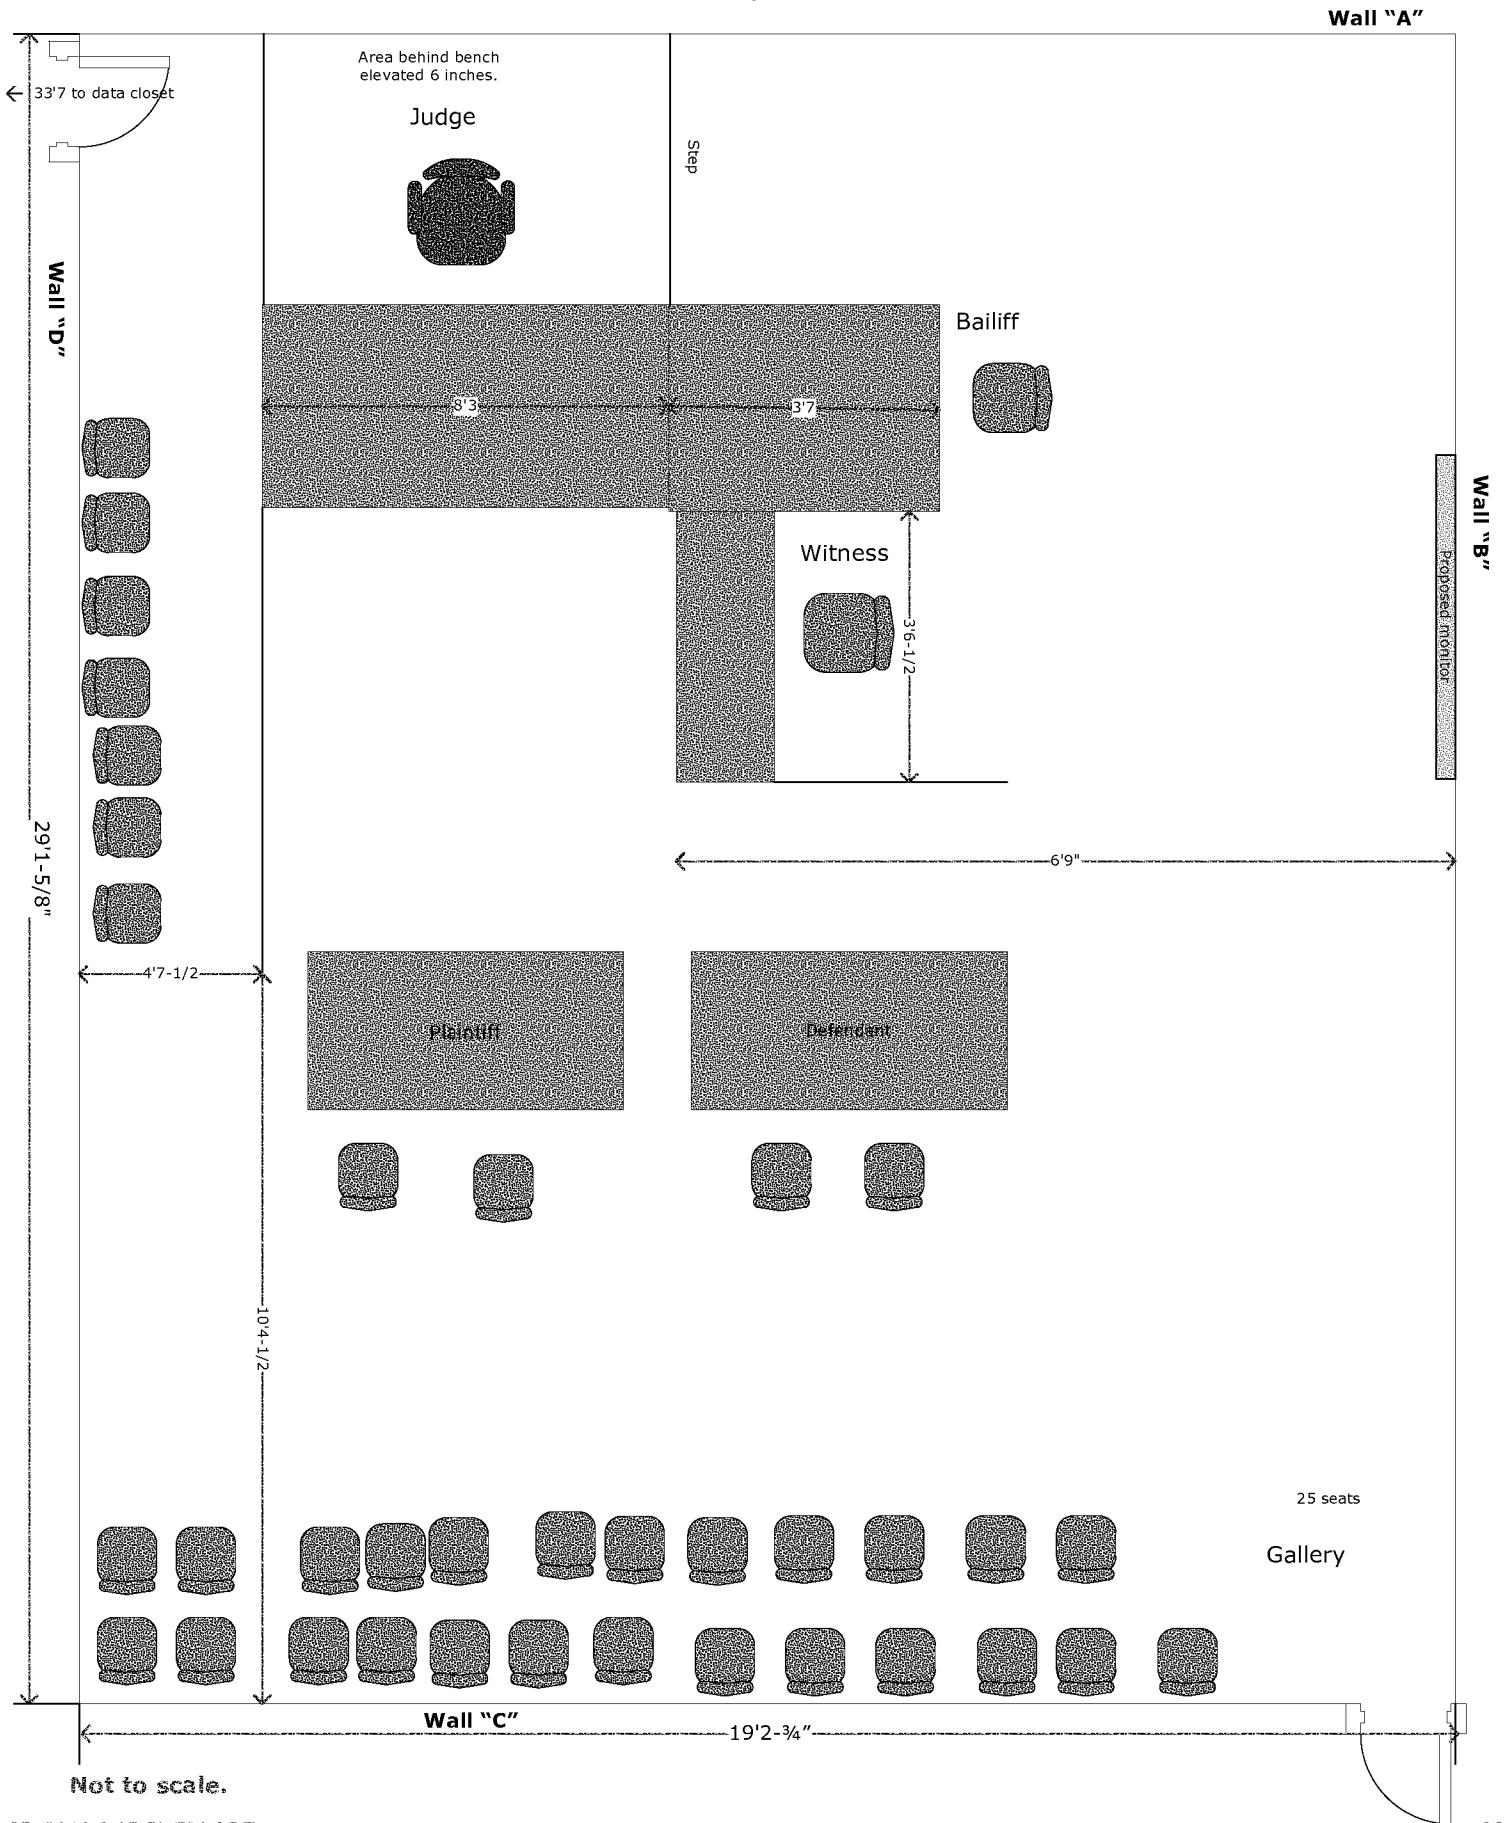 Wall “A”
Area behind bench
elevated 6 inches.
33'7 to data closet
Judge
Step
Wall “D”
Bailiff
8'3
3'7
Wall “B”
Witness
Proposed monitor
3'6-1/2
29'1-5/8"
6'9"
4'7-1/2
Plaintiff
Defendant
10'4-1/2
25 seats
Gallery
Wall “C”
19'2-¾”
Not to scale.